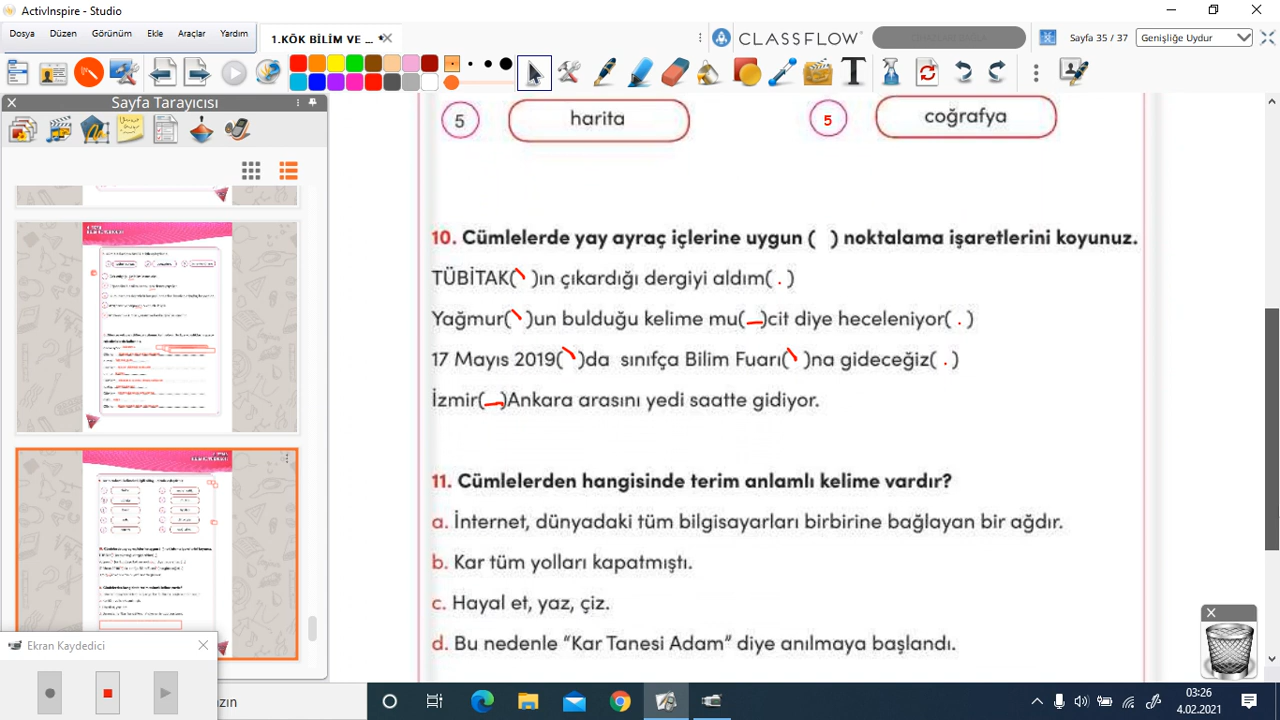 ActivInspire - Studio
Dosya Düzen Görünüm Ekle Araçlar Yardım
1.KÖK BİLİM VE ...
CLASSFLOW
Sayfa 35 / 37
Genişliğe Uydur
Sayfa Tarayıcısı
5 harita
5 coğrafya
10. Cümlelerde yay ayraç içlerine uygun ( ) noktalama işaretlerini koyunuz.
TÜBİTAK(')ın çıkardığı dergiyi aldım( . )
Yağmur(')un bulduğu kelime mu(-)cit diye heceleniyor( . )
17 Mayıs 2019(')da sınıfça Bilim Fuarı(')na gideceğiz( . )
İzmir(-)Ankara arasını yedi saatte gidiyor.
11. Cümlelerden hangisinde terim anlamlı kelime vardır?
a. İnternet, dünyadaki tüm bilgisayarları birbirine bağlayan bir ağdır.
b. Kar tüm yolları kapatmıştı.
c. Hayal et, yaz, çiz.
d. Bu nedenle “Kar Tanesi Adam” diye anılmaya başlandı.
Ekran Kaydedici
zın
03:26
4.02.2021